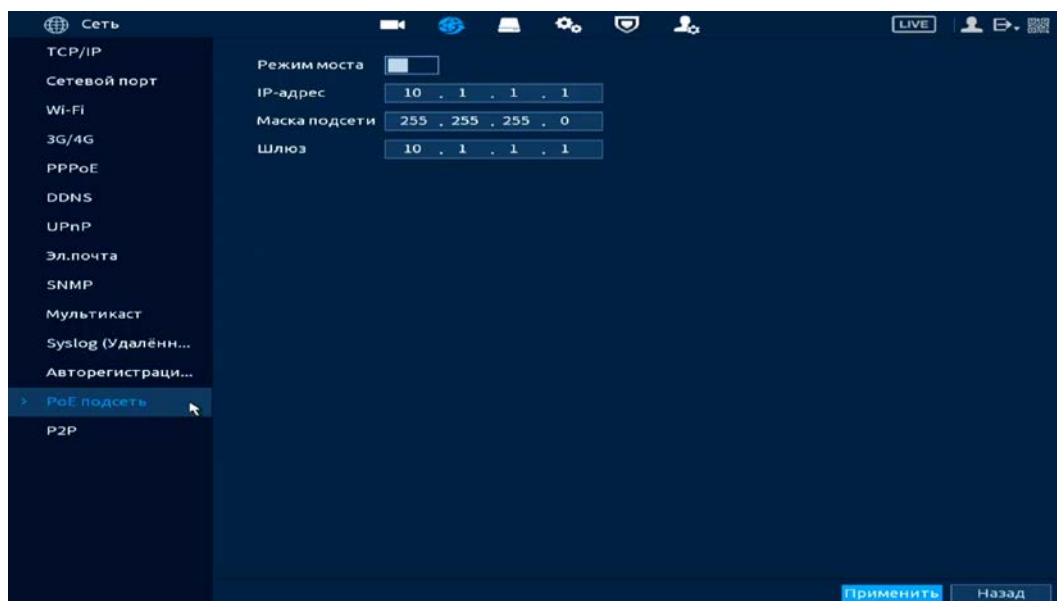 Сеть
LIVE
TCP/IP
Сетевой порт
Wi-Fi
3G/4G
PPPoE
DDNS
UPnP
Эл.почта
SNMP
Мультикаст
Syslog (Удалённ...
Авторегистраци...
PoE подсеть
P2P
Режим моста
IP-адрес 10 . 1 . 1 . 1
Маска подсети 255 . 255 . 255 . 0
Шлюз 10 . 1 . 1 . 1
Применить Назад